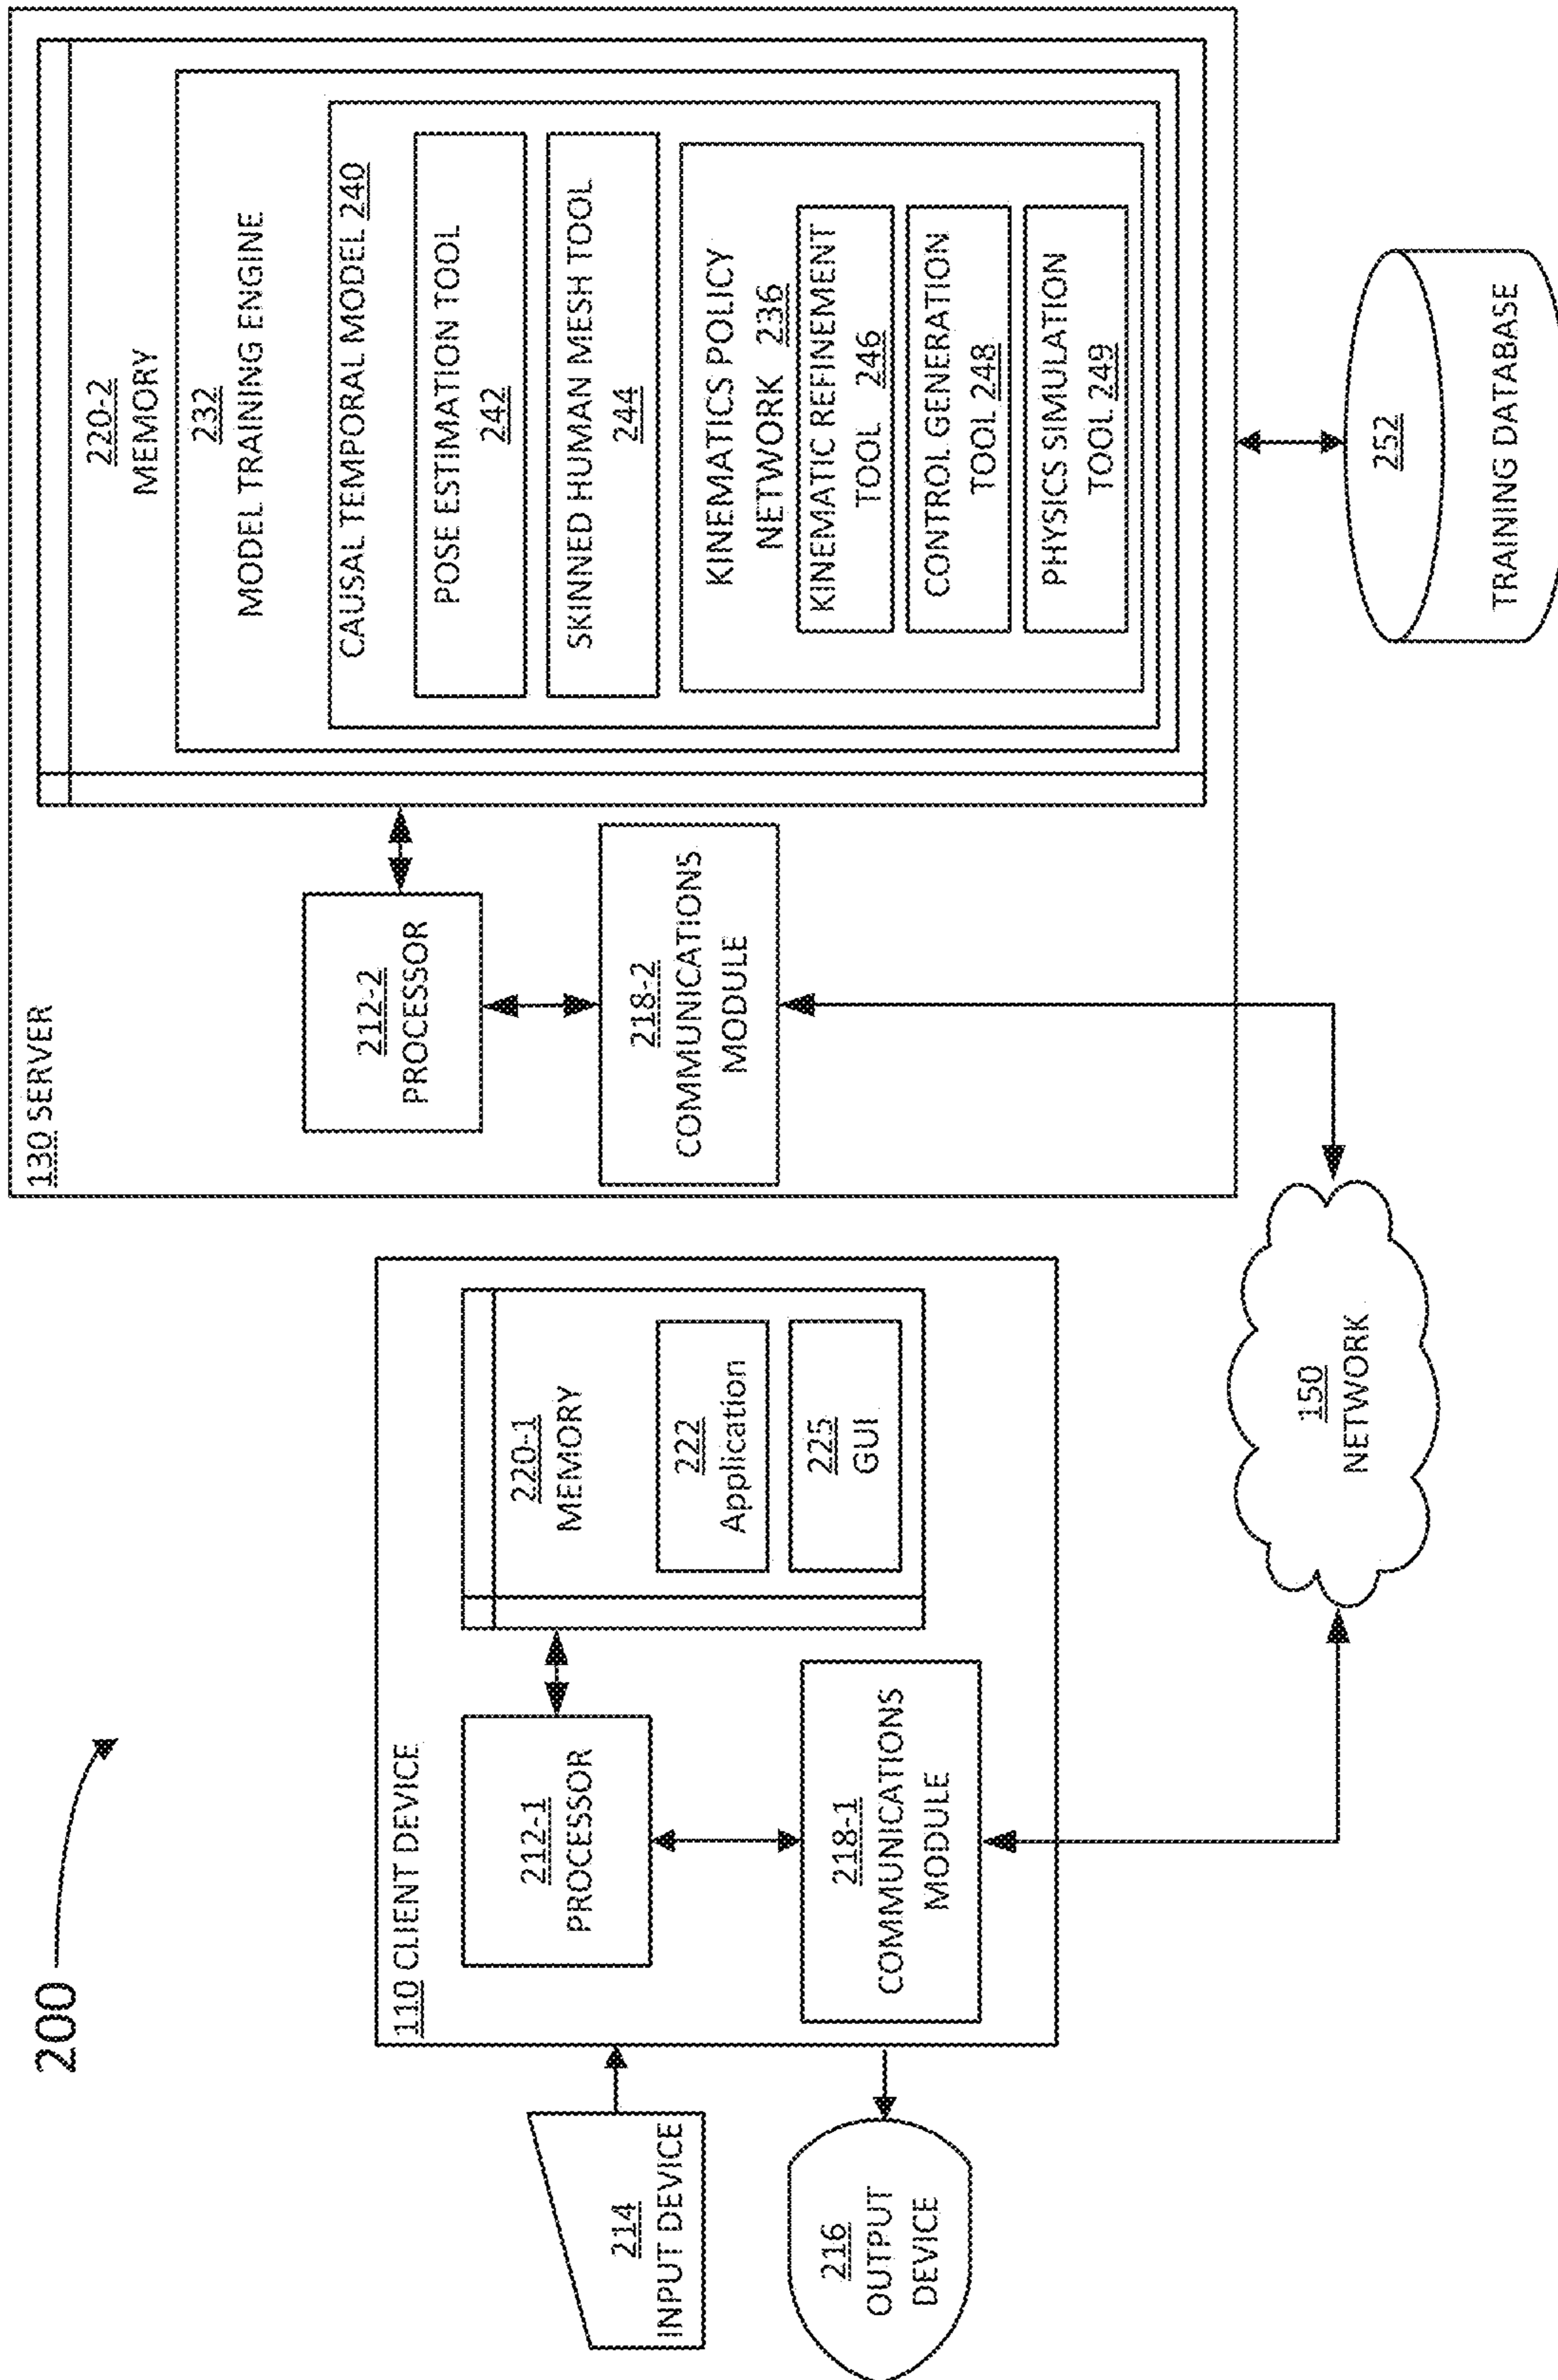 200
110 CLIENT DEVICE
214
INPUT DEVICE
216
OUTPUT
DEVICE
212-1
PROCESSOR
218-1
COMMUNICATIONS
MODULE
220-1
MEMORY
222
Application
225
GUI
150
NETWORK
130 SERVER
212-2
PROCESSOR
218-2
COMMUNICATIONS
MODULE
220-2
MEMORY
232
MODEL TRAINING ENGINE
CAUSAL TEMPORAL MODEL 240
POSE ESTIMATION TOOL
242
SKINNED HUMAN MESH TOOL
244
KINEMATICS POLICY
NETWORK 236
KINEMATIC REFINEMENT
TOOL 246
CONTROL GENERATION
TOOL 248
PHYSICS SIMULATION
TOOL 249
252
TRAINING DATABASE